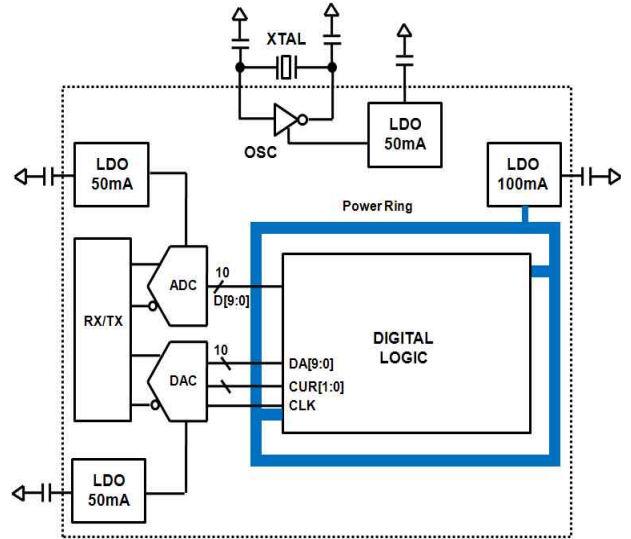 XTAL
OSC
LDO
50mA
LDO
50mA
LDO
100mA
Power Ring
RX/TX
ADC
10
D[9:0]
DAC
10
DA[9:0]
CUR[1:0]
CLK
DIGITAL
LOGIC
LDO
50mA